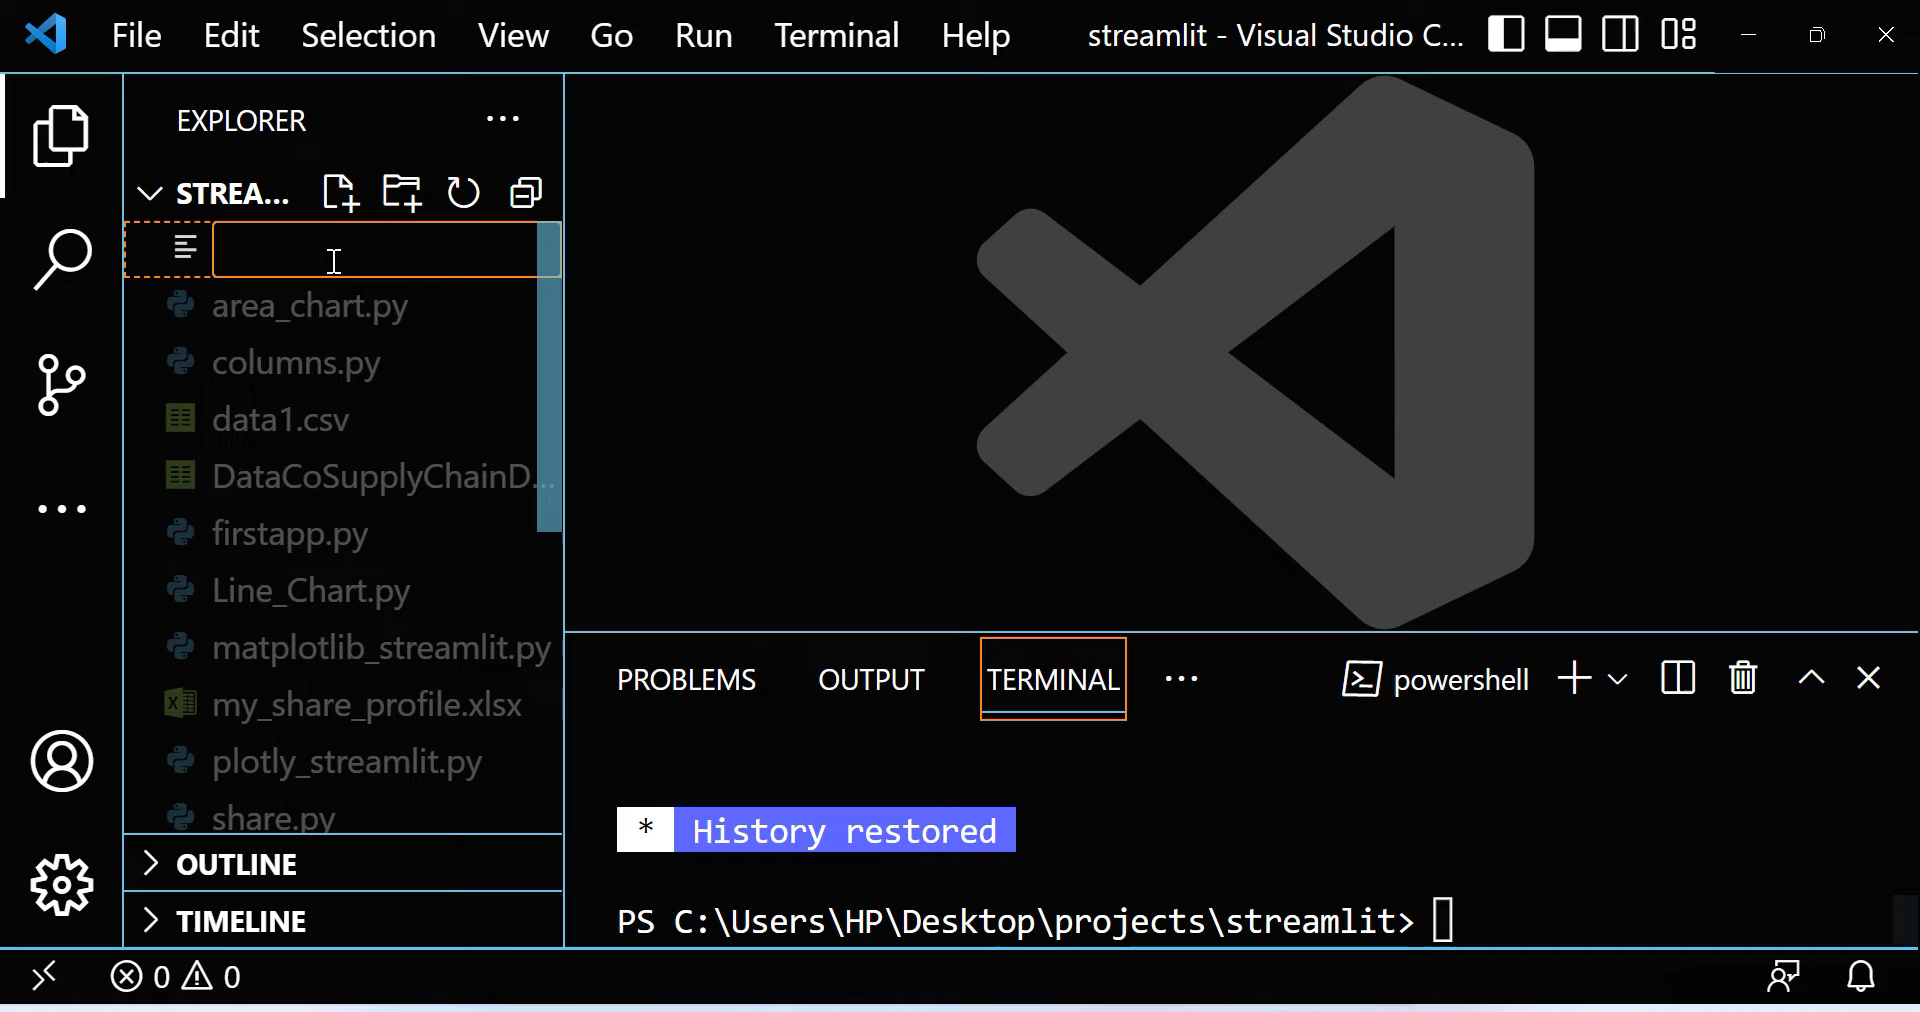 File Edit Selection View Go Run Terminal Help streamlit - Visual Studio C...
EXPLORER
STREA...
area_chart.py
columns.py
data1.csv
DataCoSupplyChainD...
firstapp.py
Line_Chart.py
matplotlib_streamlit.py
my_share_profile.xlsx
plotly_streamlit.py
share.py
OUTLINE
TIMELINE
PROBLEMS OUTPUT TERMINAL ... powershell
* History restored
PS C:\Users\HP\Desktop\projects\streamlit>
0 0